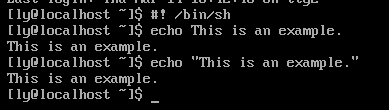 [ly@localhost ~]$ #! /bin/sh
[ly@localhost ~]$ echo This is an example.
This is an example.
[ly@localhost ~]$ echo "This is an example."
This is an example.
[ly@localhost ~]$ _